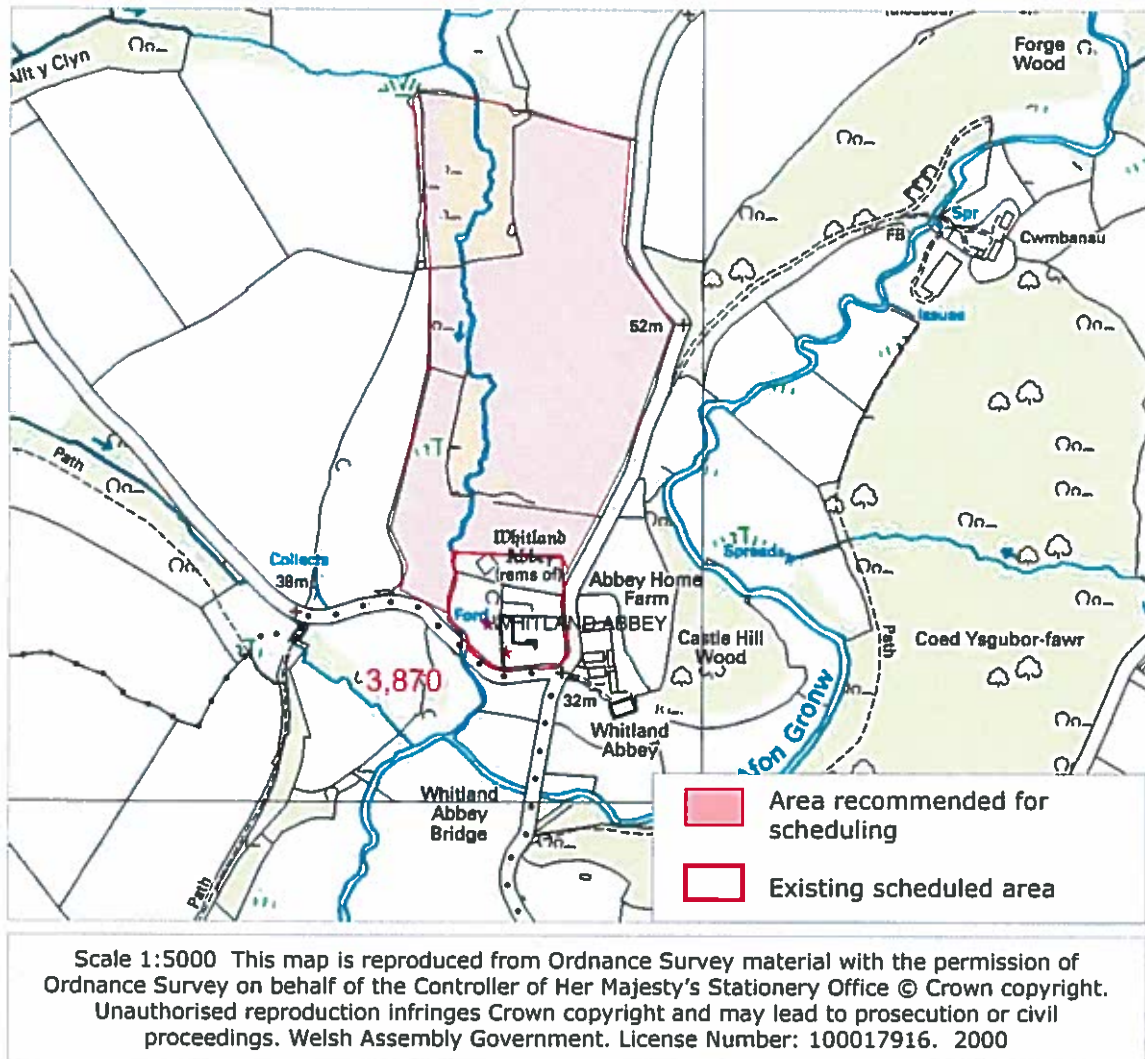 Allt y Clyn
Forge
Wood
Spr
FB
Cwmbanau
Issues
52m
Path
Collects
38m
Whitland
Abbey
(rems of)
Ford
WHITLAND ABBEY
Abbey Home
Farm
Castle Hill
Wood
Spreads
Path
Coed Ysgubor-fawr
3,870
32m
Whitland
Abbey
Afon Gronw
Whitland
Abbey
Bridge
Path
Area recommended for
scheduling
Existing scheduled area
Scale 1:5000 This map is reproduced from Ordnance Survey material with the permission of
Ordnance Survey on behalf of the Controller of Her Majesty's Stationery Office © Crown copyright.
Unauthorised reproduction infringes Crown copyright and may lead to prosecution or civil
proceedings. Welsh Assembly Government. License Number: 100017916. 2000